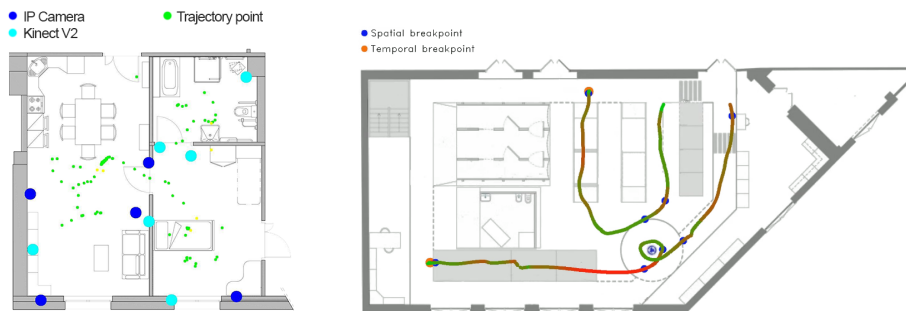 IP Camera
Trajectory point
Kinect V2
Spatial breakpoint
Temporal breakpoint